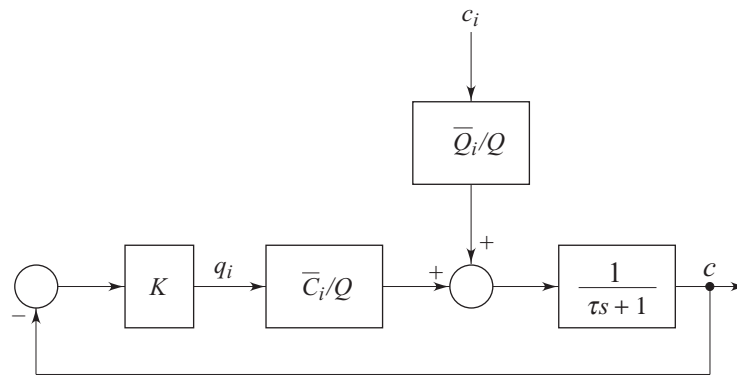 c_i
Q̅_i/Q
+
K
q_i
C̅_i/Q
+
1
τs + 1
c
−